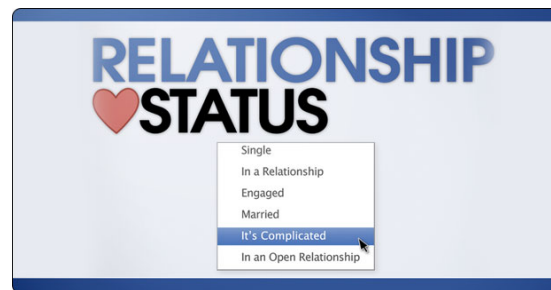 RELATIONSHIP
STATUS
Single
In a Relationship
Engaged
Married
It's Complicated
In an Open Relationship